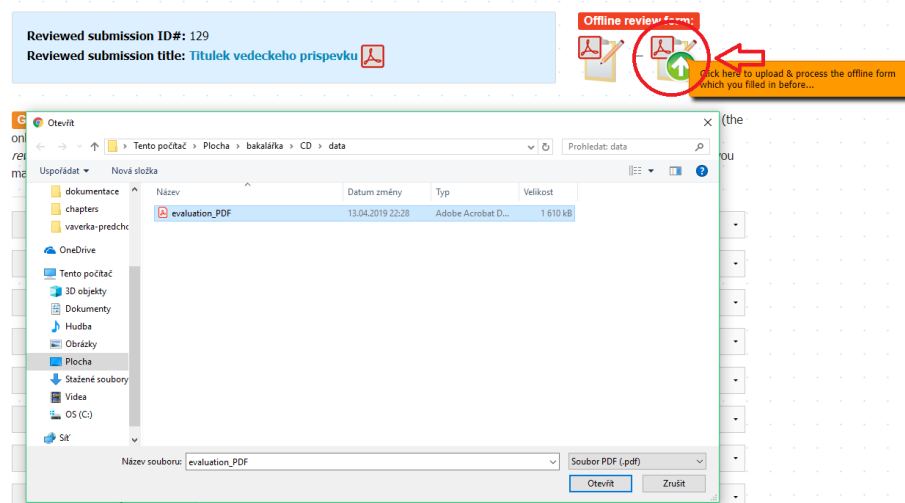 Offline review form:
Reviewed submission ID#: 129
Reviewed submission title: Titulek vedeckeho prispevku
Click here to upload & process the offline form
which you filled in before...
G
(the
onl
re
you
ma
Otevřít
Tento počítač › Plocha › bakalářka › CD › data
Prohledat: data
Uspořádat
Nová složka
Název
Datum změny
Typ
Velikost
evaluation_PDF
13.04.2019 22:28
Adobe Acrobat D...
1 610 kB
dokumentace
chapters
vaverka-predchc
OneDrive
Tento počítač
3D objekty
Dokumenty
Hudba
Obrázky
Plocha
Stažené soubory
Videa
OS (C:)
Síť
Název souboru: evaluation_PDF
Soubor PDF (.pdf)
Otevřít
Zrušit